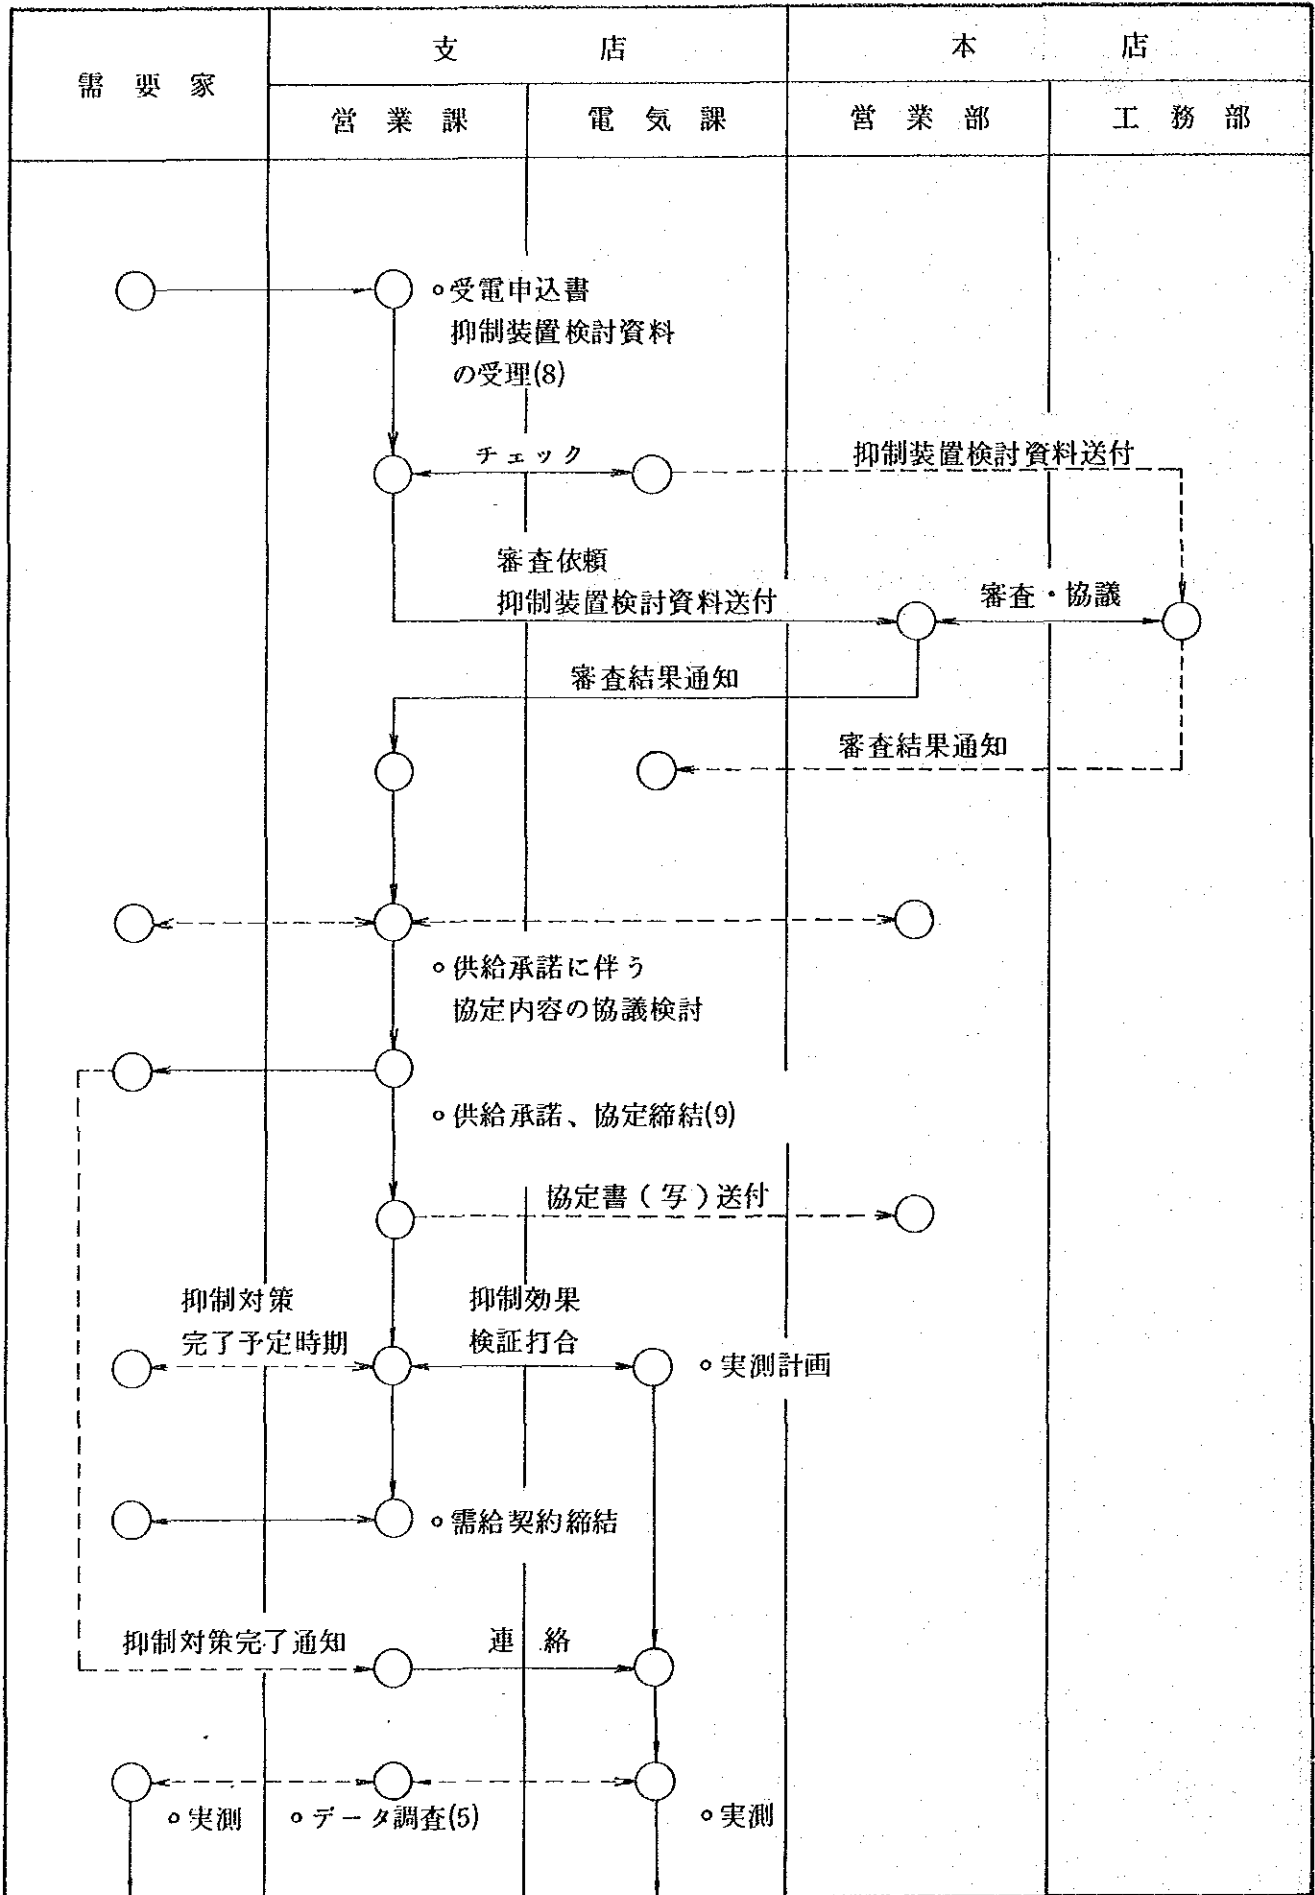 需要家
支店
本店
営業課
電気課
営業部
工務部
○受電申込書
抑制装置検討資料
の受理(8)
チェック
抑制装置検討資料送付
審査依頼
抑制装置検討資料送付
審査・協議
審査結果通知
審査結果通知
○供給承諾に伴う
協定内容の協議検討
○供給承諾、協定締結(9)
協定書(写)送付
抑制対策
完了予定時期
抑制効果
検証打合
○実測計画
○需給契約締結
抑制対策完了通知
連絡
○実測
○データ調査(5)
○実測